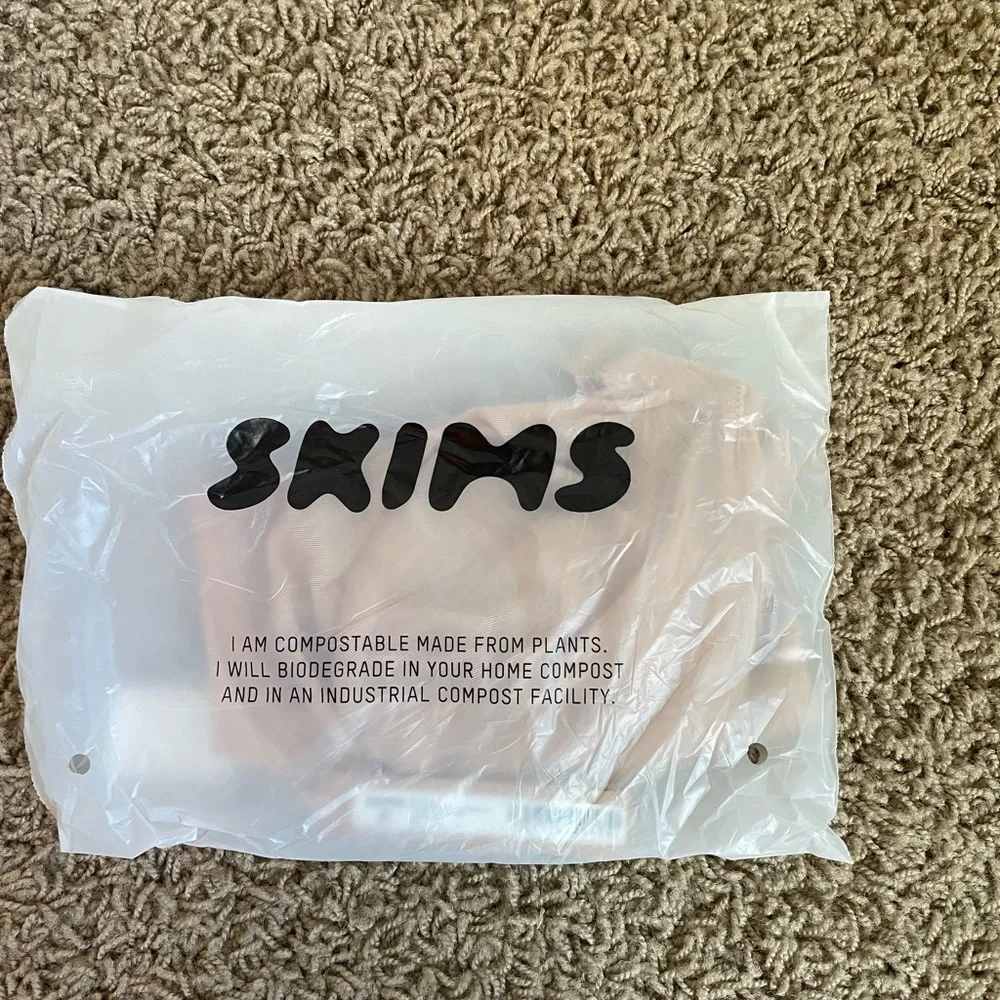 SKIMS
I AM COMPOSTABLE MADE FROM PLANTS.
I WILL BIODEGRADE IN YOUR HOME COMPOST
AND IN AN INDUSTRIAL COMPOST FACILITY.